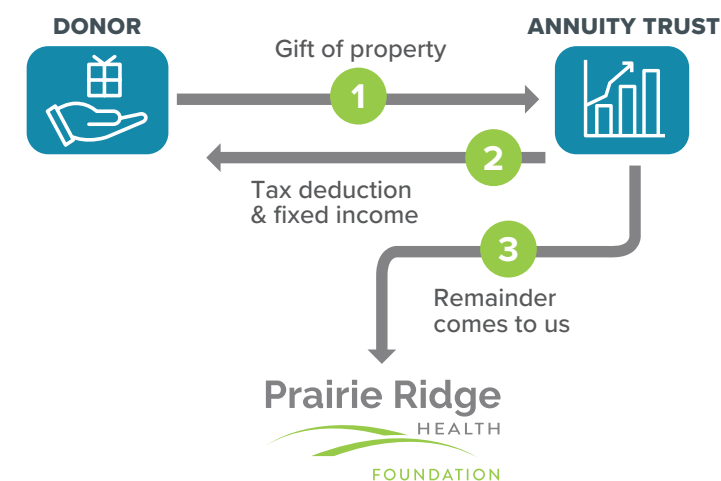 DONOR
ANNUITY TRUST
Gift of property
1
2
Tax deduction
& fixed income
3
Remainder
comes to us
Prairie Ridge
HEALTH
FOUNDATION